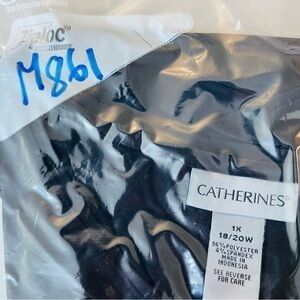 Ziploc®
M861
CATHERINES®
1X
18/20W
96% POLYESTER
4% SPANDEX
MADE IN
INDONESIA
SEE REVERSE
FOR CARE